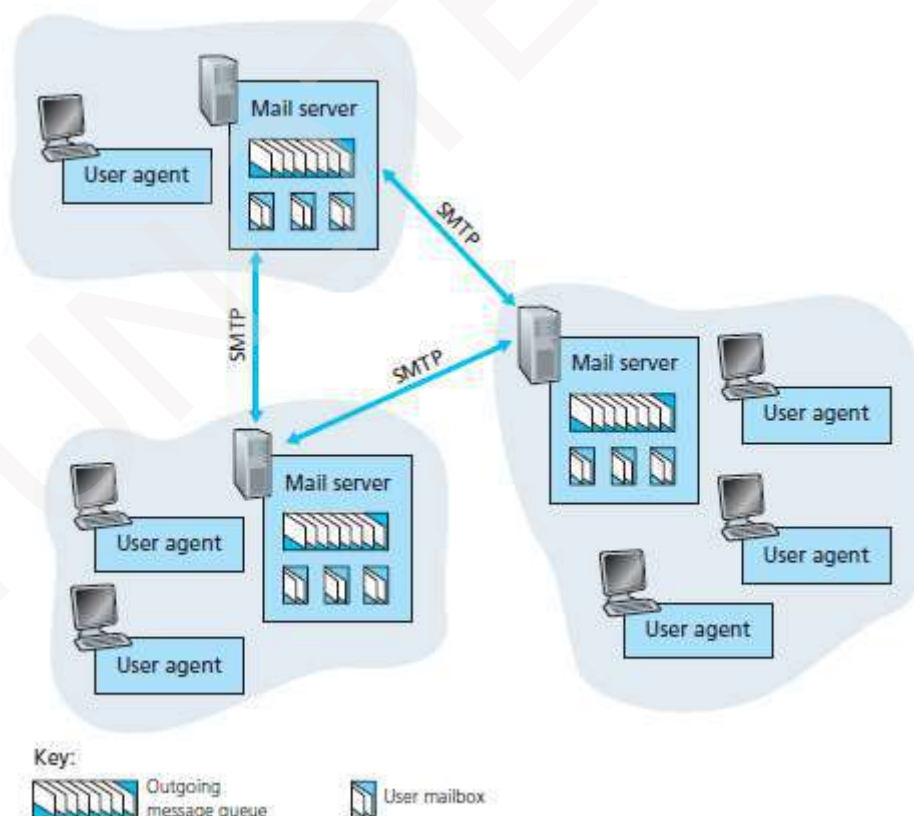 Mail server
User agent
SMTP
SMTP
SMTP
Mail server
User agent
Mail server
User agent
User agent
User agent
User agent
Key:
Outgoing
message queue
User mailbox